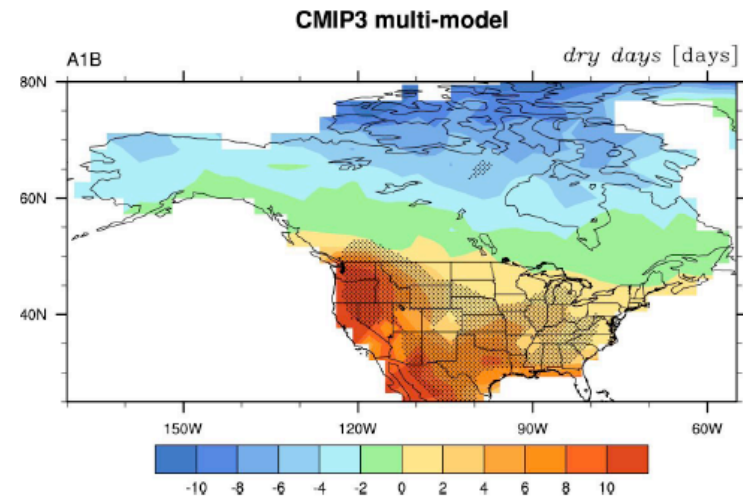 CMIP3 multi-model
A1B dry days [days]
80N
60N
40N
150W 120W 90W 60W
-10 -8 -6 -4 -2 0 2 4 6 8 10